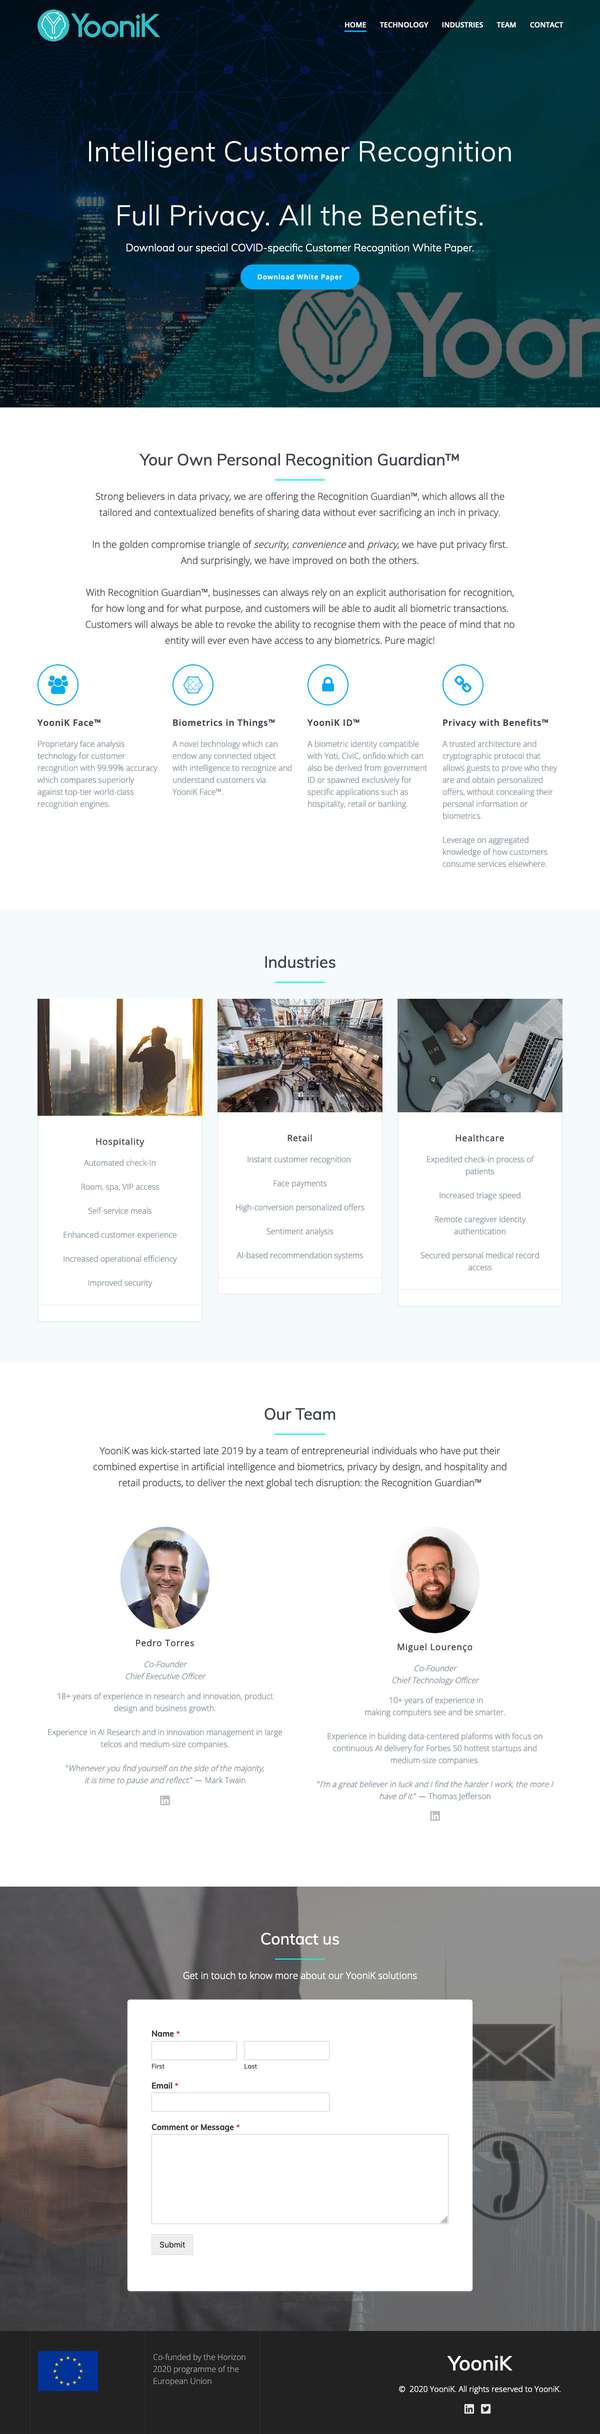 YooniK
HOME TECHNOLOGY INDUSTRIES TEAM CONTACT
Intelligent Customer Recognition
Full Privacy. All the Benefits.
Download our special COVID-specific Customer Recognition White Paper.
Download White Paper
Yoon
Your Own Personal Recognition Guardian™
Strong believers in data privacy, we are offering the Recognition Guardian™, which allows all the
tailored and contextualized benefits of sharing data without ever sacrificing an inch in privacy.
In the golden compromise triangle of security, convenience and privacy, we have put privacy first.
And surprisingly, we have improved on both the others.
With Recognition Guardian™, businesses can always rely on an explicit authorisation for recognition,
for how long and for what purpose, and customers will be able to audit all biometric transactions.
Customers will always be able to revoke the ability to recognise them with the peace of mind that no
entity will ever even have access to any biometrics. Pure magic!
YooniK Face™
Proprietary face analysis
technology for customer
recognition with 99.99% accuracy
which compares superiorly
against top-tier world-class
recognition engines.
Biometrics in Things™
A novel technology which can
endow any connected object
with intelligence to recognize and
understand customers via
YooniK Face™.
YooniK ID™
A biometric identity compatible
with Yoti, CiviC, onfido which can
also be derived from government
ID or spawned exclusively for
specific applications such as
hospitality, retail or banking.
Privacy with Benefits™
A trusted architecture and
cryptographic protocol that
allows guests to prove who they
are and obtain personalized
offers, without concealing their
personal information or
biometrics.
Leverage on aggregated
knowledge of how customers
consume services elsewhere.
Industries
Hospitality
Automated check-in
Room, spa, VIP access
Self-service meals
Enhanced customer experience
Increased operational efficiency
Improved security
Retail
Instant customer recognition
Face payments
High-conversion personalized offers
Sentiment analysis
AI-based recommendation systems
Healthcare
Expedited check-in process of
patients
Increased triage speed
Remote caregiver identity
authentication
Secured personal medical record
access
Our Team
YooniK was kick-started late 2019 by a team of entrepreneurial individuals who have put their
combined expertise in artificial intelligence and biometrics, privacy by design, and hospitality and
retail products, to deliver the next global tech disruption: the Recognition Guardian™
Pedro Torres
Co-Founder
Chief Executive Officer
18+ years of experience in research and innovation, product
design and business growth.
Experience in AI Research and in innovation management in large
telcos and medium-size companies.
"Whenever you find yourself on the side of the majority,
it is time to pause and reflect." — Mark Twain
Miguel Lourenço
Co-Founder
Chief Technology Officer
10+ years of experience in
making computers see and be smarter.
Experience in building data-centered plaforms with focus on
continuous AI delivery for Forbes 50 hottest startups and
medium-size companies.
"I'm a great believer in luck and I find the harder I work, the more I
have of it." — Thomas Jefferson
Contact us
Get in touch to know more about our YooniK solutions
Name *
First Last
Email *
Comment or Message *
Submit
Co-funded by the Horizon
2020 programme of the
European Union
YooniK
© 2020 YooniK. All rights reserved to YooniK.